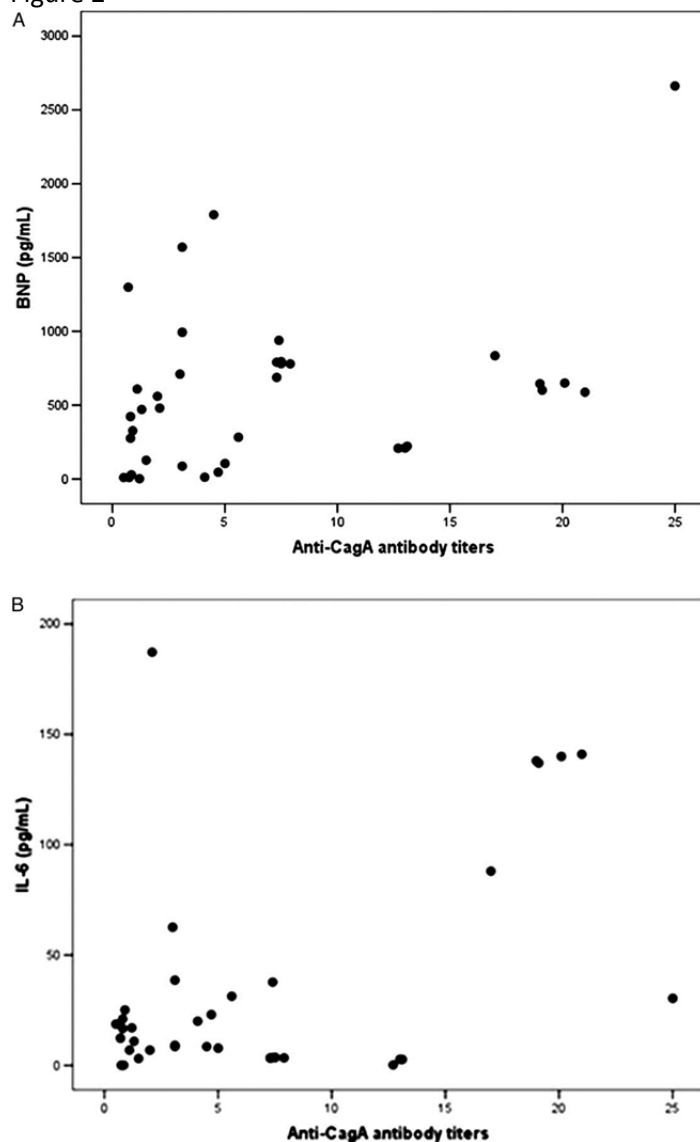 Figure 2
A
3000
2500
2000
1500
1000
500
0
BNP (pg/mL)
0 5 10 15 20 25
Anti-CagA antibody titers
B
200
150
100
50
0
IL-6 (pg/mL)
0 5 10 15 20 25
Anti-CagA antibody titers